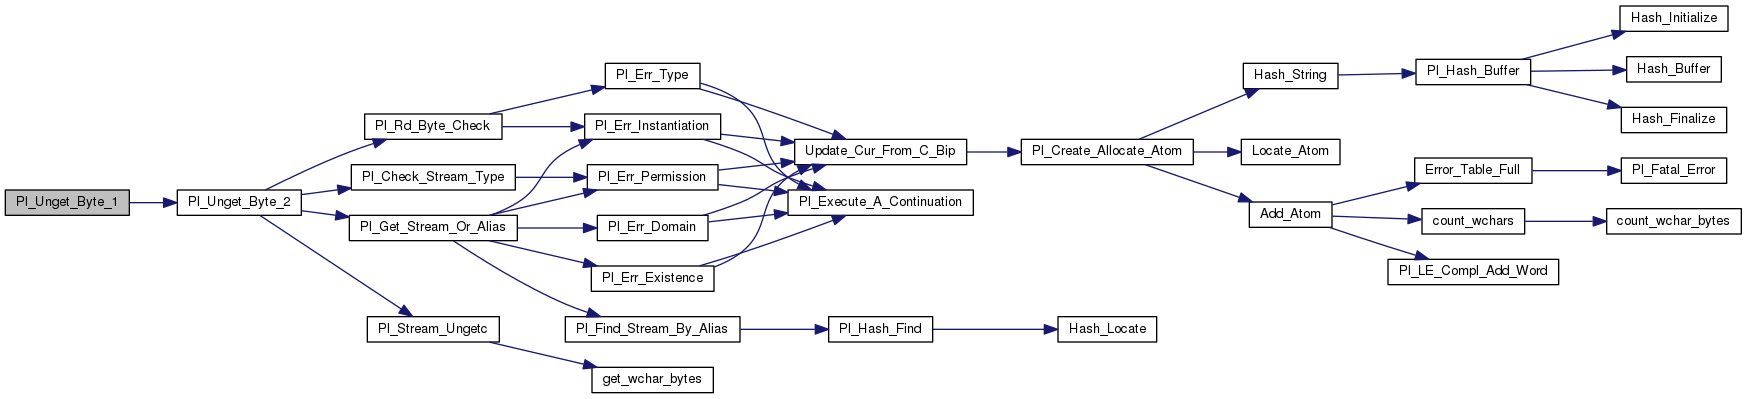 Pl_Unget_Byte_1
Pl_Unget_Byte_2
Pl_Rd_Byte_Check
Pl_Check_Stream_Type
Pl_Get_Stream_Or_Alias
Pl_Stream_Ungetc
Pl_Err_Type
Pl_Err_Instantiation
Pl_Err_Permission
Pl_Err_Domain
Pl_Err_Existence
Pl_Find_Stream_By_Alias
get_wchar_bytes
Update_Cur_From_C_Bip
Pl_Execute_A_Continuation
Pl_Hash_Find
Pl_Create_Allocate_Atom
Hash_Locate
Hash_String
Locate_Atom
Add_Atom
Pl_Hash_Buffer
Error_Table_Full
count_wchars
Pl_LE_Compl_Add_Word
Hash_Initialize
Hash_Buffer
Hash_Finalize
Pl_Fatal_Error
count_wchar_bytes